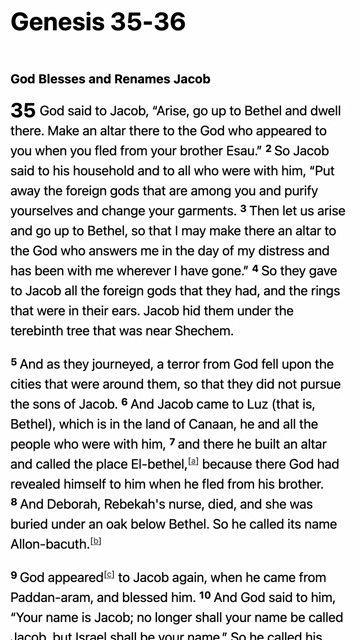 Genesis 35-36
God Blesses and Renames Jacob
35 God said to Jacob, “Arise, go up to Bethel and dwell
there. Make an altar there to the God who appeared to
you when you fled from your brother Esau.” 2 So Jacob
said to his household and to all who were with him, “Put
away the foreign gods that are among you and purify
yourselves and change your garments. 3 Then let us arise
and go up to Bethel, so that I may make there an altar to
the God who answers me in the day of my distress and
has been with me wherever I have gone.” 4 So they gave
to Jacob all the foreign gods that they had, and the rings
that were in their ears. Jacob hid them under the
terebinth tree that was near Shechem.
5 And as they journeyed, a terror from God fell upon the
cities that were around them, so that they did not pursue
the sons of Jacob. 6 And Jacob came to Luz (that is,
Bethel), which is in the land of Canaan, he and all the
people who were with him, 7 and there he built an altar
and called the place El-bethel,[a] because there God had
revealed himself to him when he fled from his brother.
8 And Deborah, Rebekah's nurse, died, and she was
buried under an oak below Bethel. So he called its name
Allon-bacuth.[b]
9 God appeared[c] to Jacob again, when he came from
Paddan-aram, and blessed him. 10 And God said to him,
“Your name is Jacob; no longer shall your name be called
Jacob, but Israel shall be your name.” So he called his